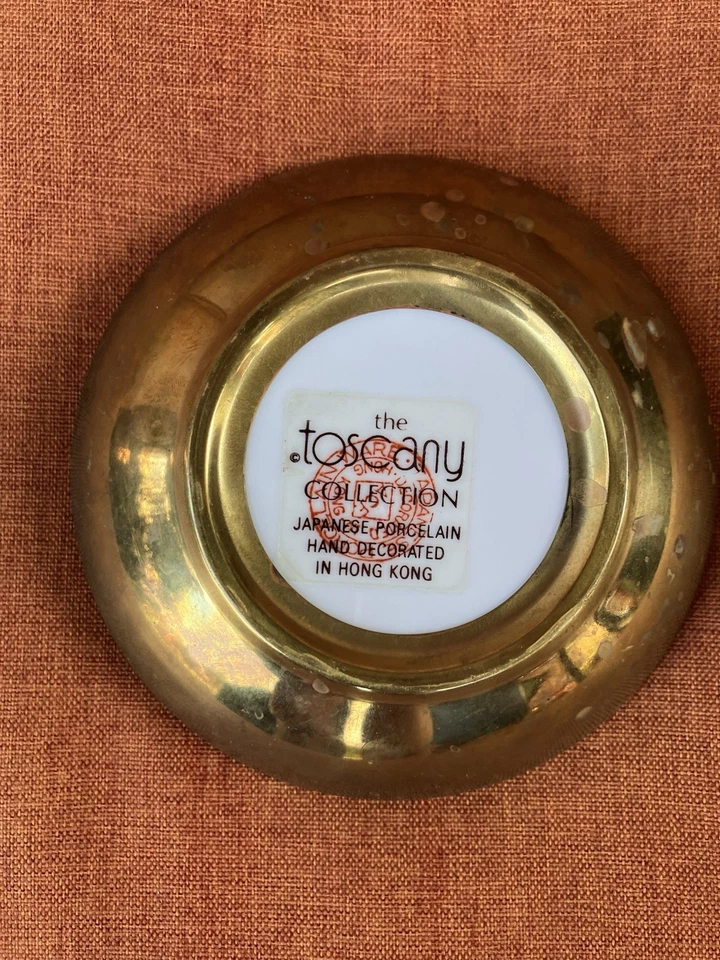 the
© toscany
COLLECTION
JAPANESE PORCELAIN
HAND DECORATED
IN HONG KONG